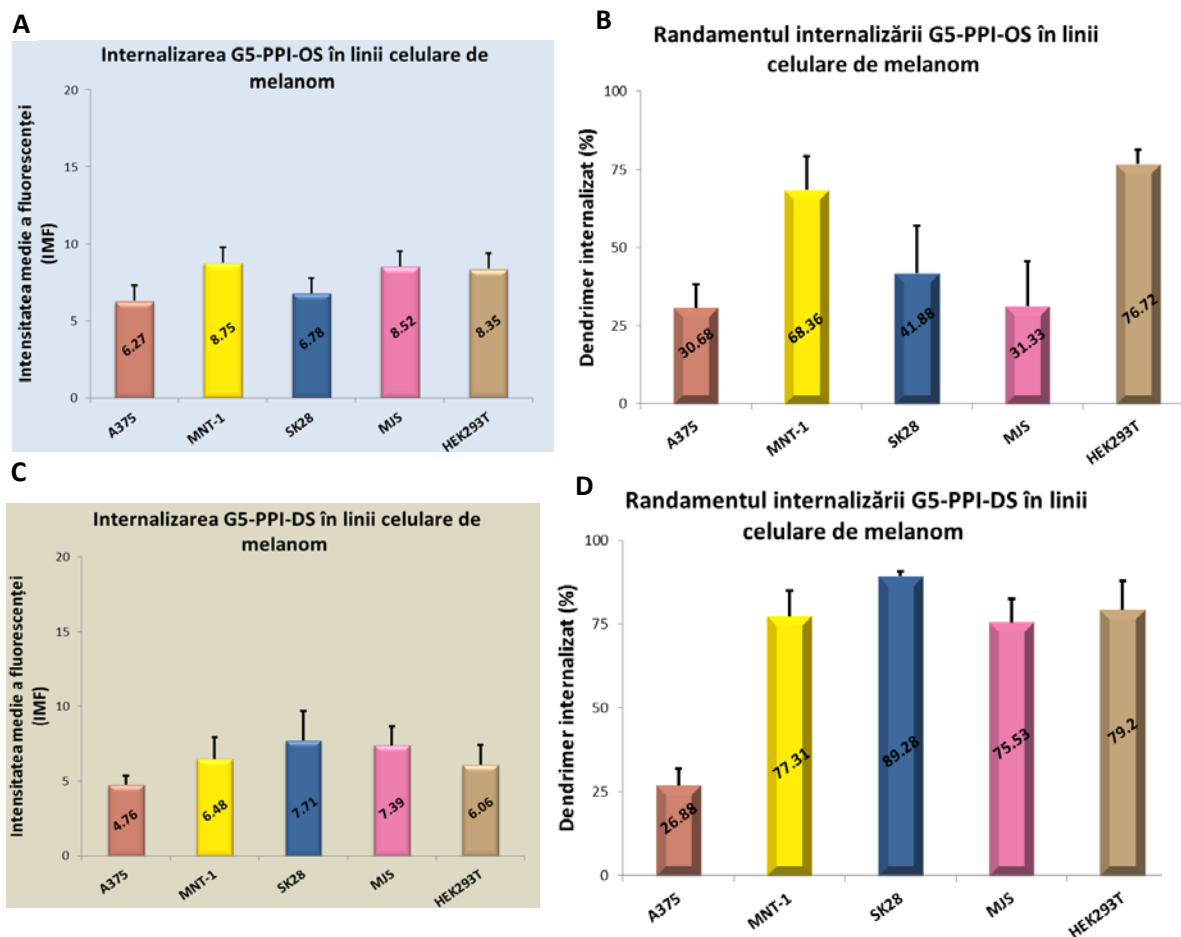 A
Internalizarea G5-PPI-OS în linii celulare de
melanom
Intensitatea medie a fluorescenței
(IMF)
20
15
10
5
0
6.27
8.75
6.78
8.52
8.35
A375
MNT-1
SK28
MJS
HEK293T
B
Randamentul internalizării G5-PPI-OS în linii
celulare de melanom
Dendrimer internalizat (%)
100
75
50
25
0
30.68
68.36
41.88
31.33
76.72
A375
MNT-1
SK28
MJS
HEK293T
C
Internalizarea G5-PPI-DS în linii celulare de
melanom
Intensitatea medie a fluorescenței
(IMF)
20
15
10
5
0
4.76
6.48
7.71
7.39
6.06
A375
MNT-1
SK28
MJS
HEK293T
D
Randamentul internalizării G5-PPI-DS în linii
celulare de melanom
Dendrimer internalizat (%)
100
75
50
25
0
26.88
77.31
89.28
75.53
79.2
A375
MNT-1
SK28
MJS
HEK293T